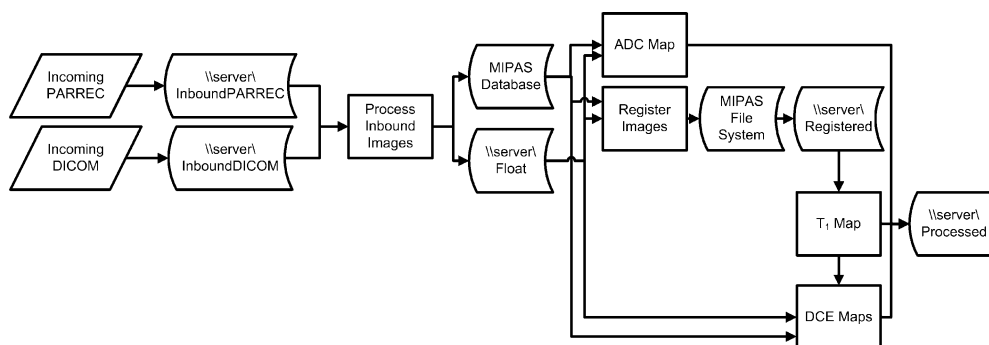 Incoming
PARREC
\\server\
InboundPARREC
Incoming
DICOM
\\server\
InboundDICOM
Process
Inbound
Images
MIPAS
Database
\\server\
Float
ADC Map
Register
Images
MIPAS
File
System
\\server\
Registered
T₁ Map
\\server\
Processed
DCE Maps